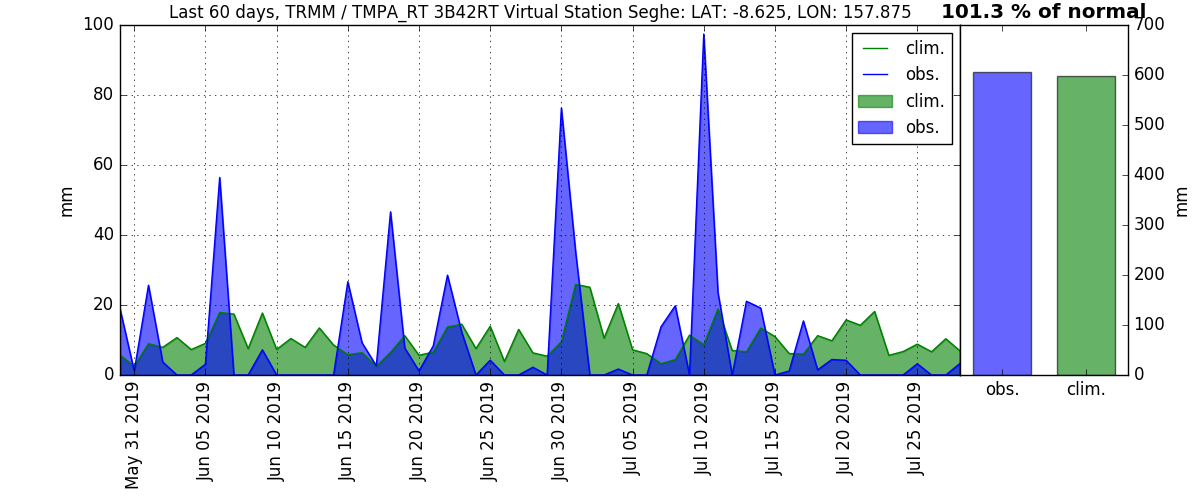 Last 60 days, TRMM / TMPA_RT 3B42RT Virtual Station Seghe: LAT: -8.625, LON: 157.875
101.3 % of normal
mm
100
80
60
40
20
0
clim.
obs.
clim.
obs.
May 31 2019
Jun 05 2019
Jun 10 2019
Jun 15 2019
Jun 20 2019
Jun 25 2019
Jun 30 2019
Jul 05 2019
Jul 10 2019
Jul 15 2019
Jul 20 2019
Jul 25 2019
700
600
500
400
300
200
100
0
mm
obs.
clim.